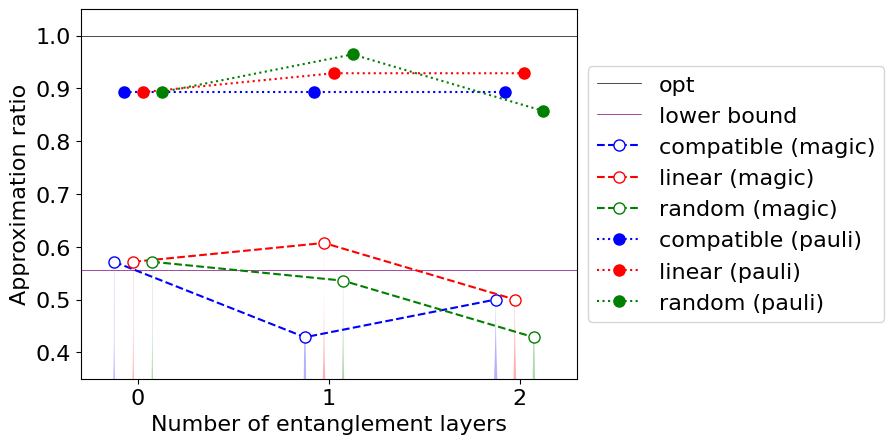 1.0
0.9
0.8
0.7
0.6
0.5
0.4
Approximation ratio
0 1 2
Number of entanglement layers
opt
lower bound
compatible (magic)
linear (magic)
random (magic)
compatible (pauli)
linear (pauli)
random (pauli)